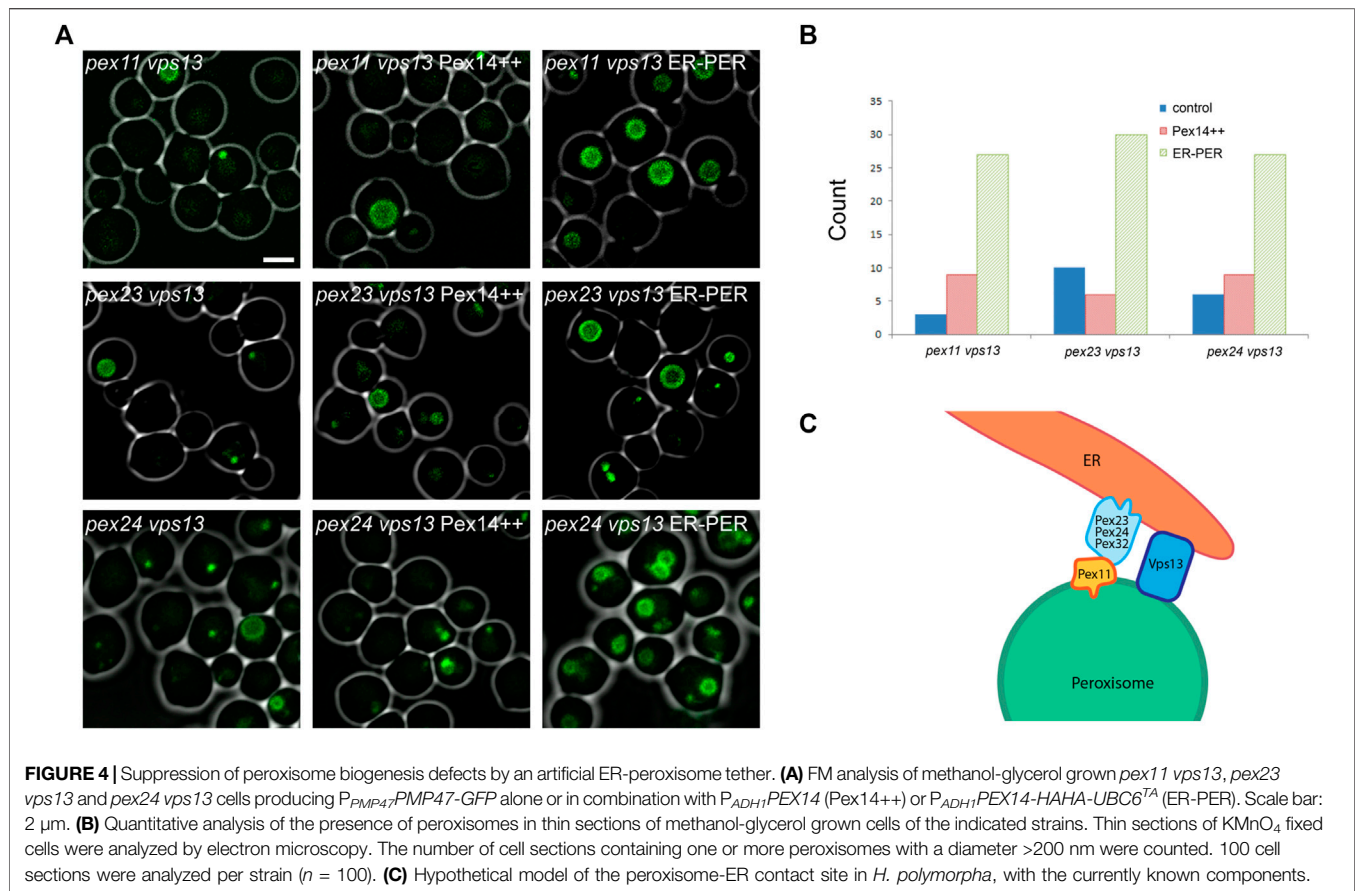 A
pex11 vps13
pex11 vps13 Pex14++
pex11 vps13 ER-PER
pex23 vps13
pex23 vps13 Pex14++
pex23 vps13 ER-PER
pex24 vps13
pex24 vps13 Pex14++
pex24 vps13 ER-PER
B
control
Pex14++
ER-PER
Count
35
30
25
20
15
10
5
0
pex11 vps13
pex23 vps13
pex24 vps13
C
ER
Pex23
Pex24
Pex32
Vps13
Pex11
Peroxisome
FIGURE 4 | Suppression of peroxisome biogenesis defects by an artificial ER-peroxisome tether. (A) FM analysis of methanol-glycerol grown pex11 vps13, pex23
vps13 and pex24 vps13 cells producing P_PMP47PMP47-GFP alone or in combination with P_ADH1PEX14 (Pex14++) or P_ADH1PEX14-HAHA-UBC6^TA (ER-PER). Scale bar:
2 μm. (B) Quantitative analysis of the presence of peroxisomes in thin sections of methanol-glycerol grown cells of the indicated strains. Thin sections of KMnO₄ fixed
cells were analyzed by electron microscopy. The number of cell sections containing one or more peroxisomes with a diameter >200 nm were counted. 100 cell
sections were analyzed per strain (n = 100). (C) Hypothetical model of the peroxisome-ER contact site in H. polymorpha, with the currently known components.